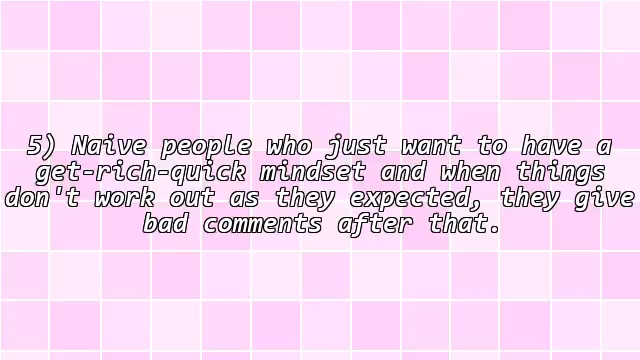 5) Naive people who just want to have a
get-rich-quick mindset and when things
don't work out as they expected, they give
bad comments after that.